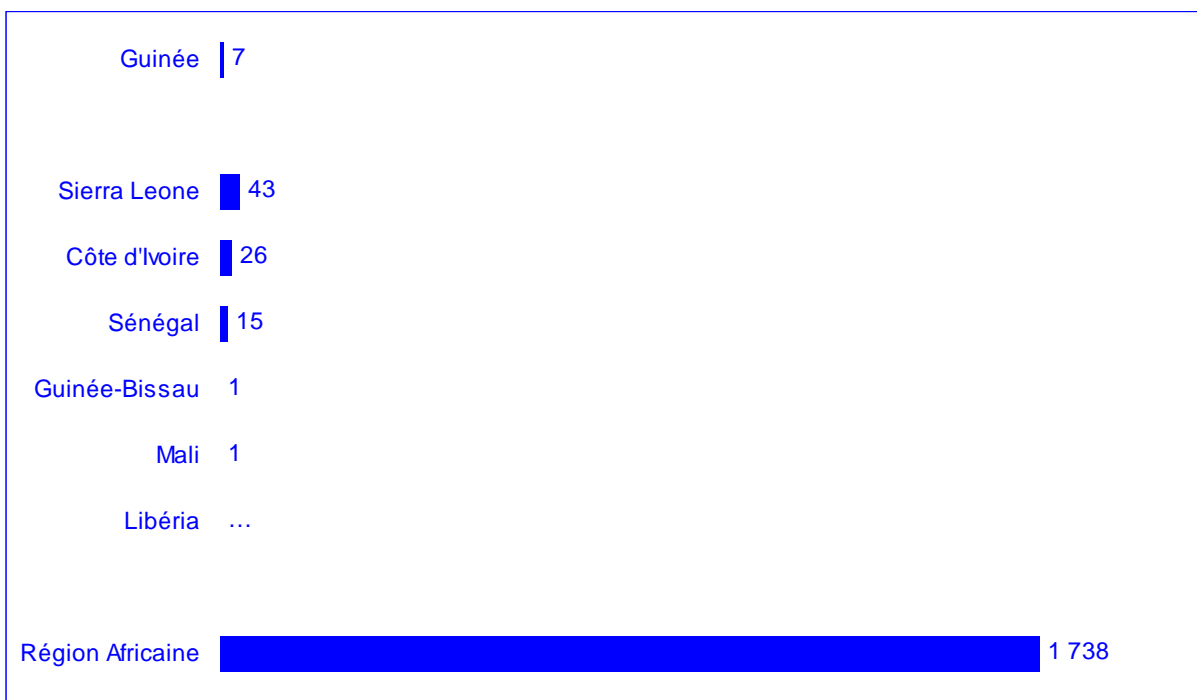 Guinée 7
Sierra Leone 43
Côte d'Ivoire 26
Sénégal 15
Guinée-Bissau 1
Mali 1
Libéria …
Région Africaine 1 738